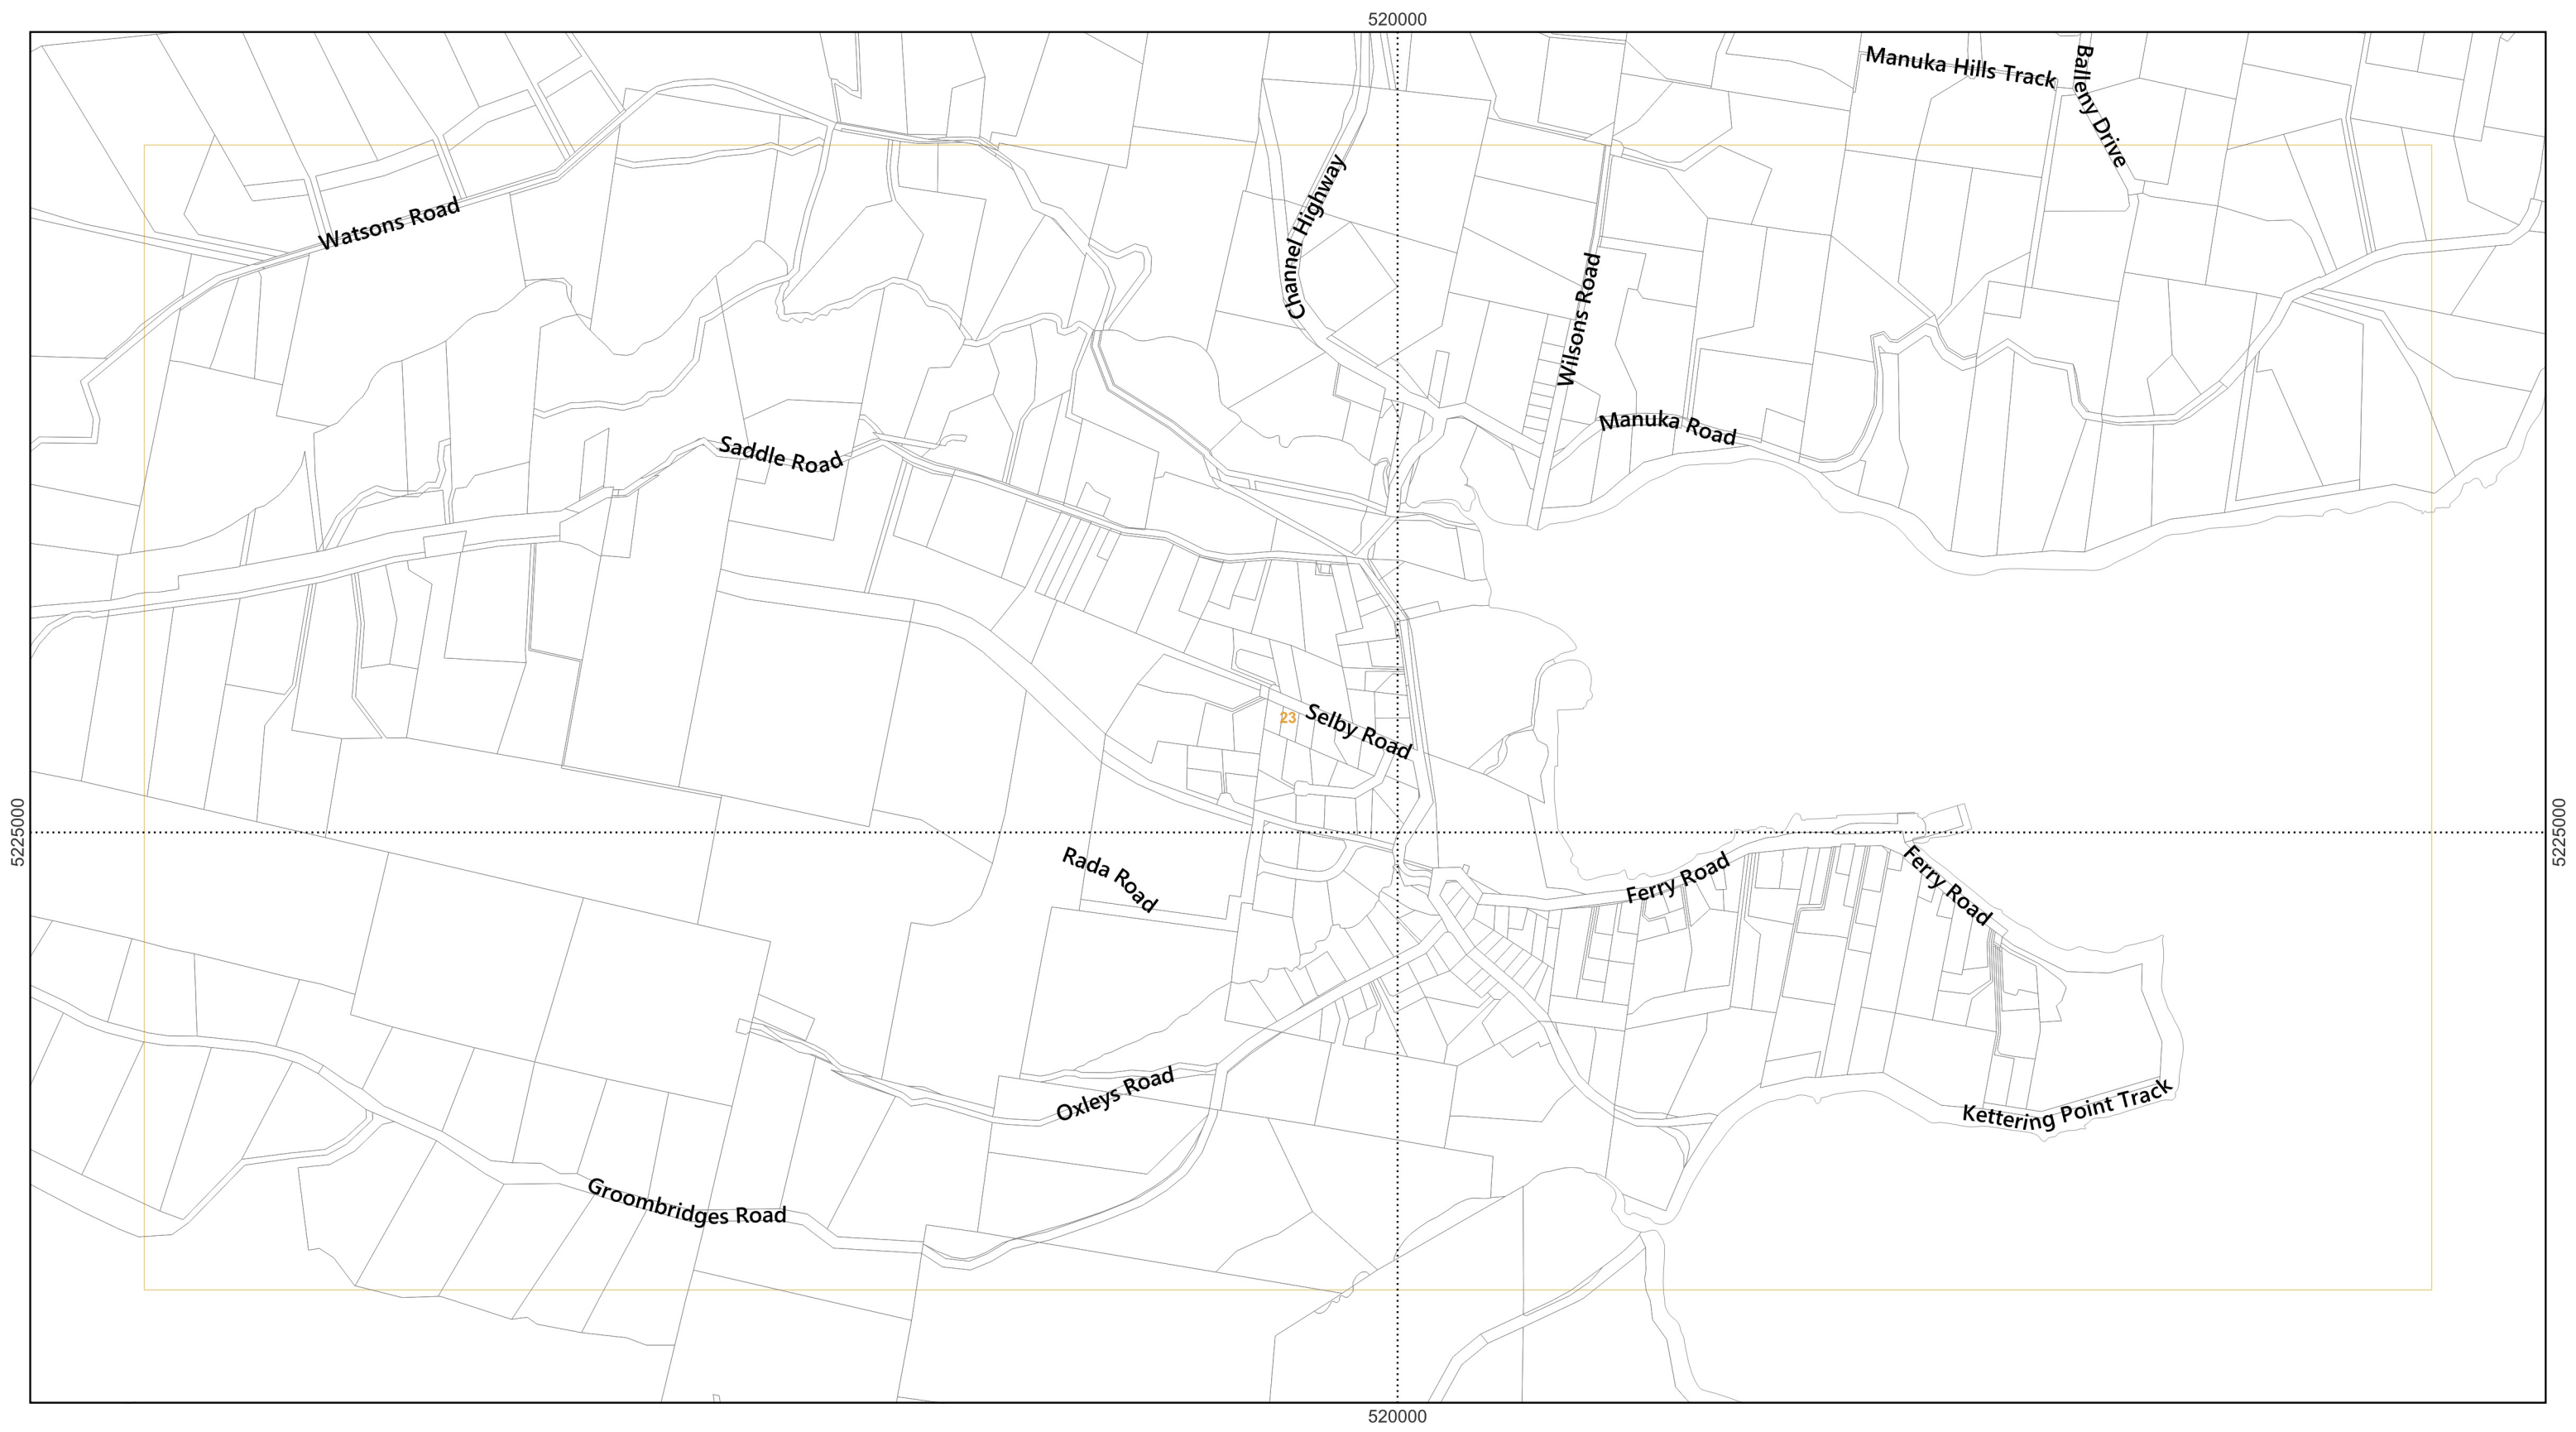 520000
Manuka Hills Track
Balleny Drive
Channel Highway
Watsons Road
Wilsons Road
Manuka Road
Saddle Road
23
Selby Road
5225000
5225000
Rada Road
Ferry Road
Ferry Road
Oxleys Road
Kettering Point Track
Groombridges Road
520000